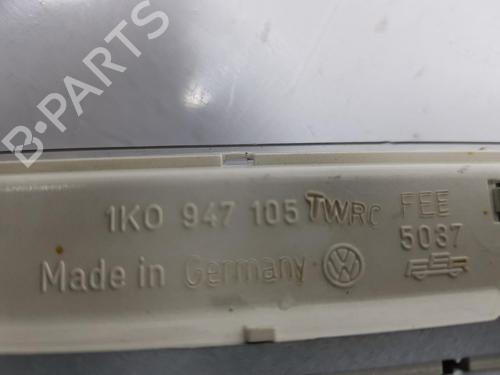 B-PARTS
1K0 947 105 TWRC FEE
5037
Made in Germany